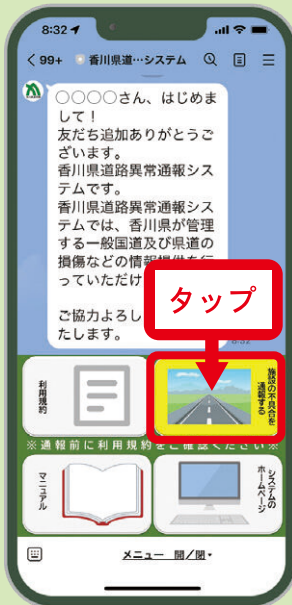 8:32
99+ 香川県道…システム
○○○○さん、はじめま
して!
友だち追加ありがとうご
ざいます。
香川県道路異常通報シス
テムです。
香川県道路異常通報シス
テムでは、香川県が管理
する一般国道及び県道の
損傷などの情報提供を行
っていただけ
タップ
ご協力よろし
たします。
8:32
利用規約
施設の不具合を
通報する
※通報前に利用規約をご確認ください※
マニュアル
システムの
ホームページ
メニュー 開/閉▾